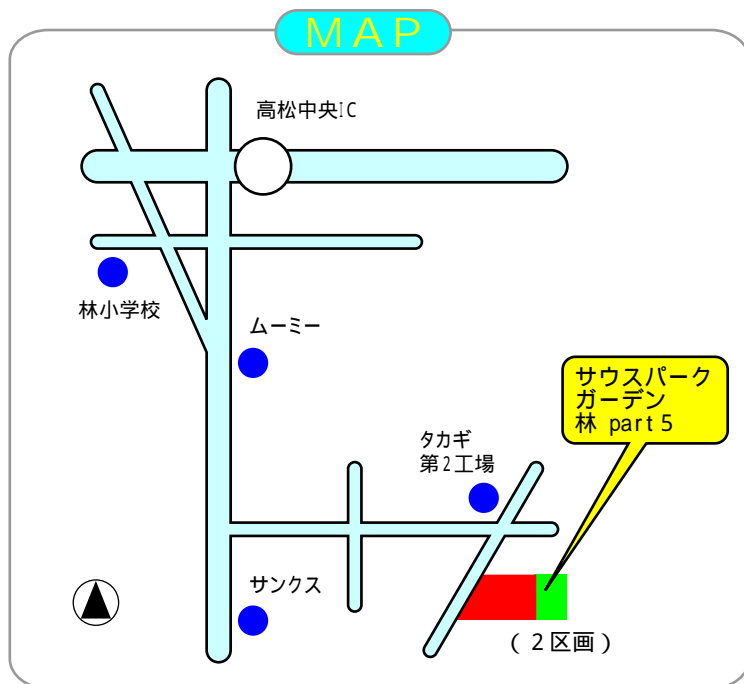 MAP
高松中央IC
林小学校
ムーミー
サウスパーク
ガーデン
林 part 5
タカギ
第2工場
サンクス
(2区画)